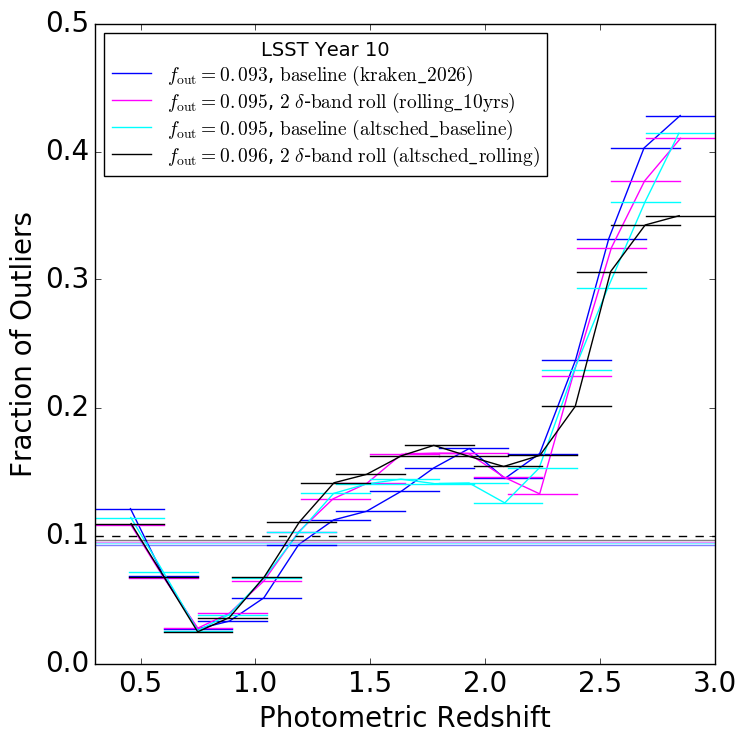 LSST Year 10
f_out = 0.093, baseline (kraken_2026)
f_out = 0.095, 2 δ-band roll (rolling_10yrs)
f_out = 0.095, baseline (altsched_baseline)
f_out = 0.096, 2 δ-band roll (altsched_rolling)
0.5
0.4
0.3
0.2
0.1
0.0
Fraction of Outliers
0.5 1.0 1.5 2.0 2.5 3.0
Photometric Redshift